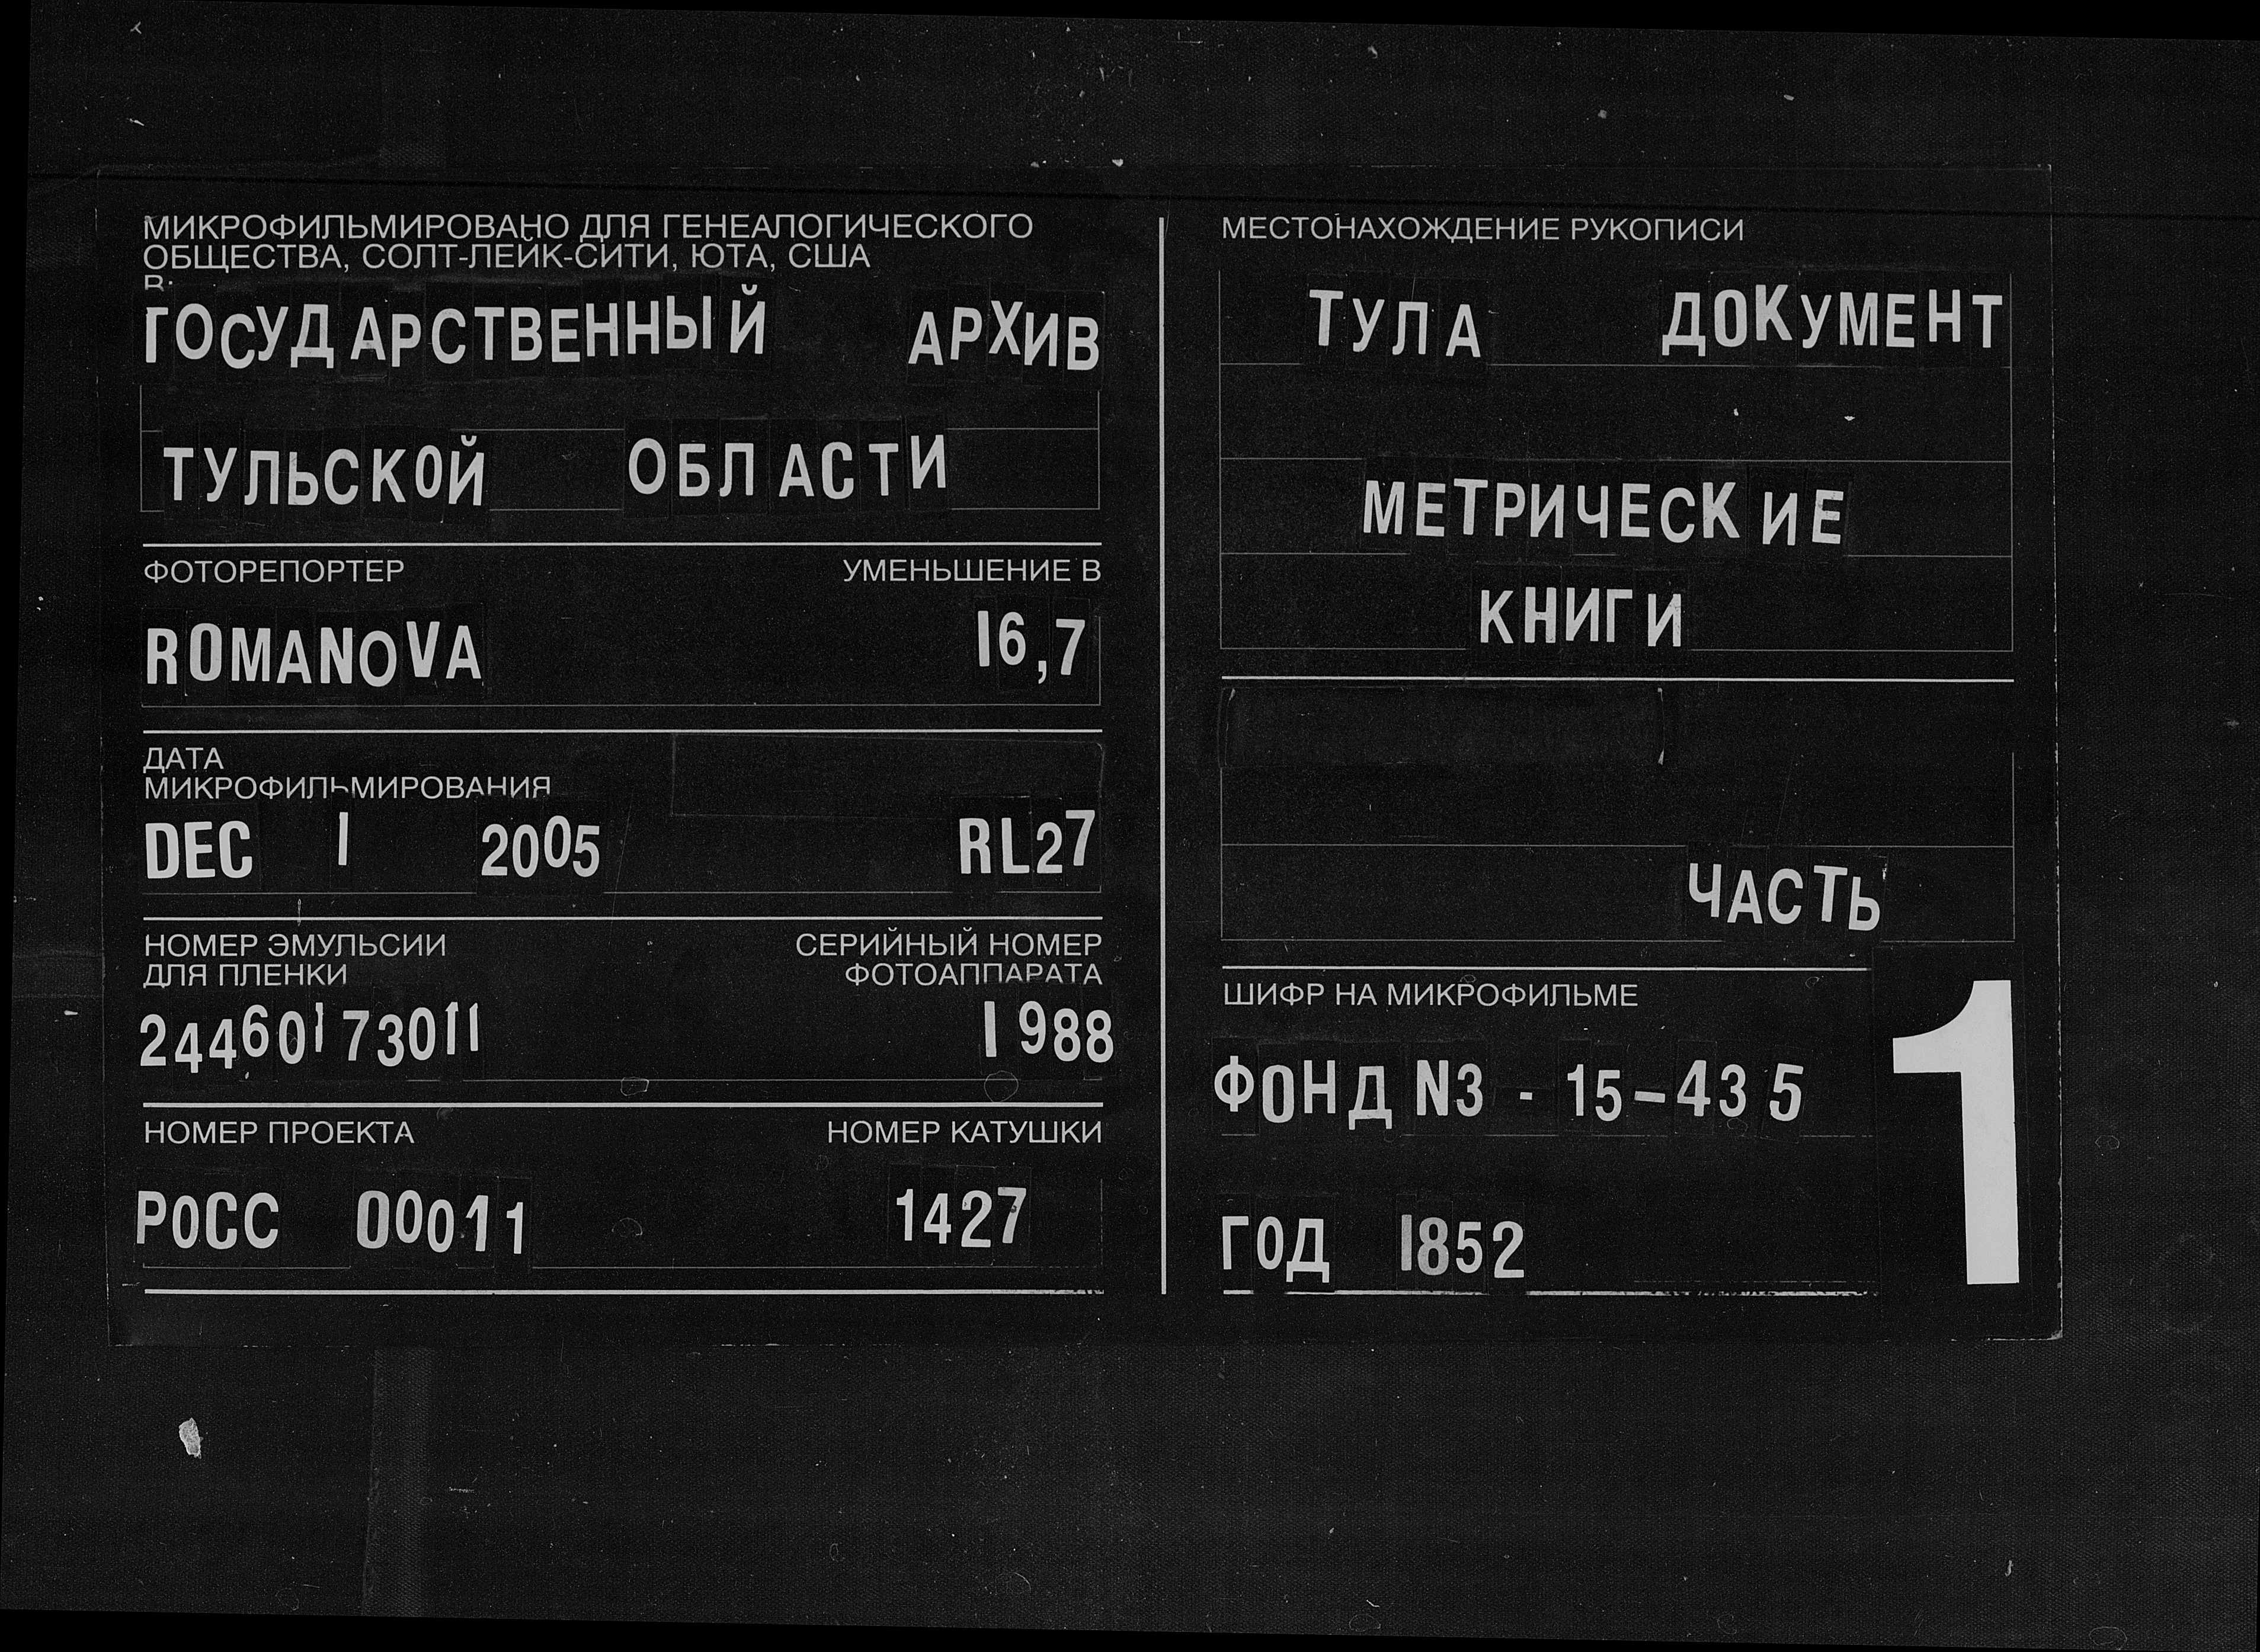 МИКРОФИЛЬМИРОВАНО ДЛЯ ГЕНЕАЛОГИЧЕСКОГО
ОБЩЕСТВА, СОЛТ-ЛЕЙК-СИТИ, ЮТА, США
В:
ГОСУДАРСТВЕННЫЙ АРХИВ
ТУЛЬСКОЙ ОБЛАСТИ
ФОТОРЕПОРТЕР УМЕНЬШЕНИЕ В
ROMANOVA 16,7
ДАТА
МИКРОФИЛЬМИРОВАНИЯ
DEC 1 2005 RL27
НОМЕР ЭМУЛЬСИИ СЕРИЙНЫЙ НОМЕР
ДЛЯ ПЛЕНКИ ФОТОАППАРАТА
24460173011 1988
НОМЕР ПРОЕКТА НОМЕР КАТУШКИ
РОСС 00011 1427
МЕСТОНАХОЖДЕНИЕ РУКОПИСИ
ТУЛА ДОКУМЕНТ
МЕТРИЧЕСКИЕ
КНИГИ
ЧАСТЬ
1
ШИФР НА МИКРОФИЛЬМЕ
ФОНД N3 - 15-435
ГОД 1852